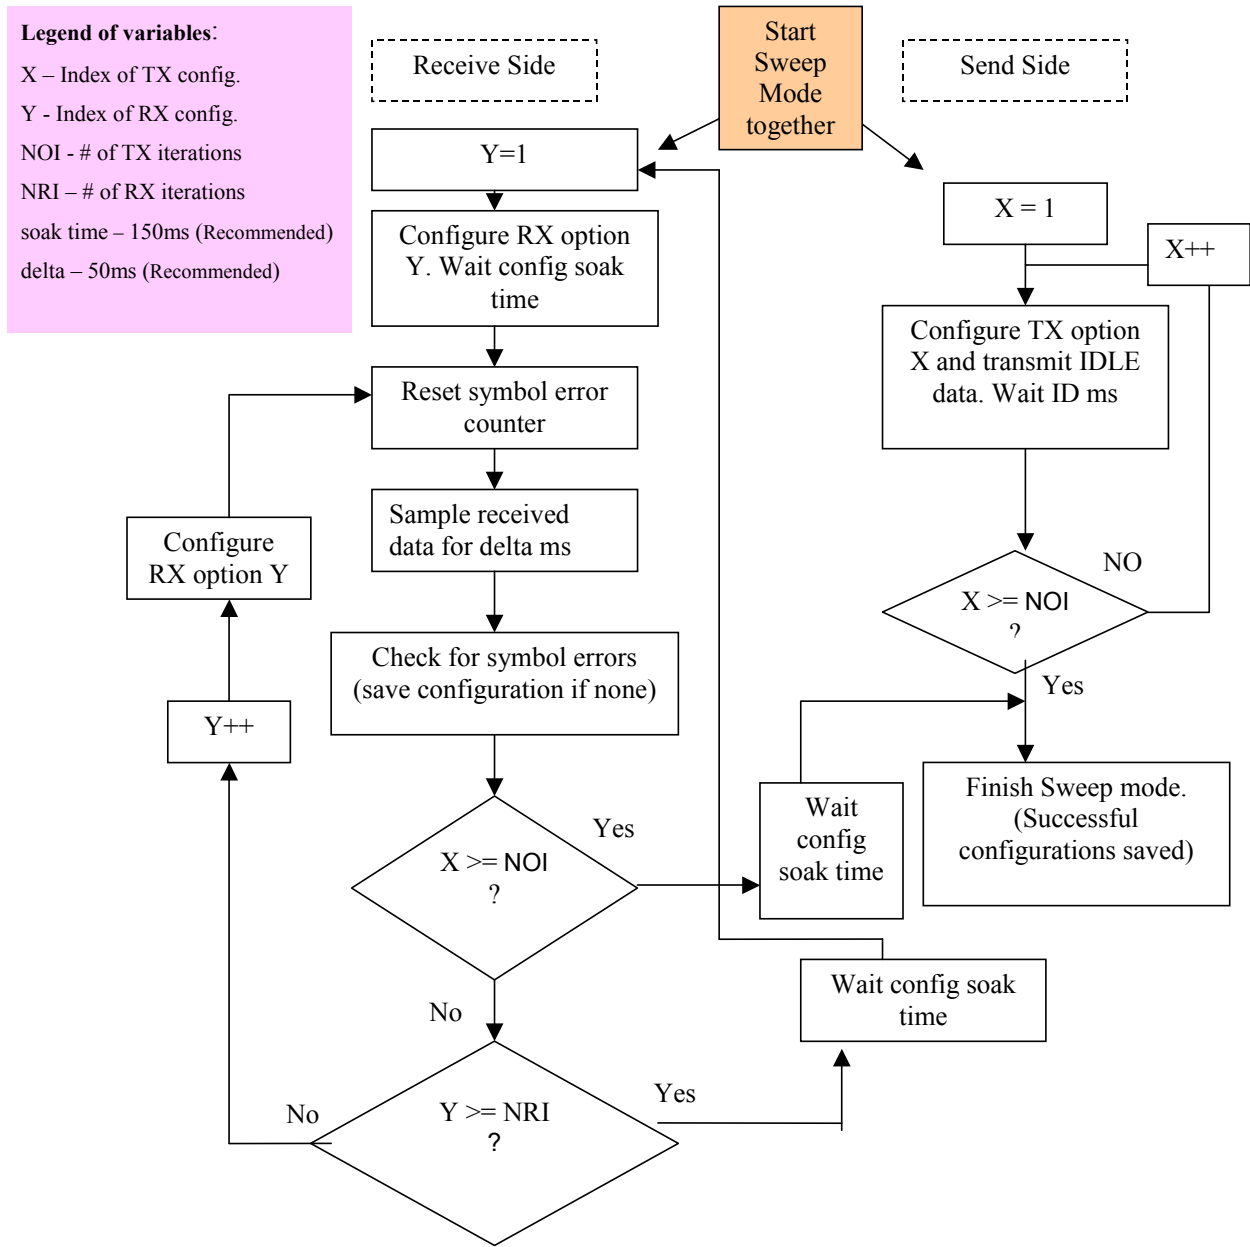 Legend of variables:
X – Index of TX config.
Y - Index of RX config.
NOI - # of TX iterations
NRI – # of RX iterations
soak time – 150ms (Recommended)
delta – 50ms (Recommended)
Receive Side
Start
Sweep
Mode
together
Send Side
Y=1
Configure RX option
Y. Wait config soak
time
Reset symbol error
counter
Sample received
data for delta ms
Check for symbol errors
(save configuration if none)
X >= NOI
?
Yes
No
Y >= NRI
?
No
Yes
Y++
Configure
RX option Y
Wait config soak
time
Wait
config
soak time
X = 1
X++
Configure TX option
X and transmit IDLE
data. Wait ID ms
X >= NOI
?
NO
Yes
Finish Sweep mode.
(Successful
configurations saved)